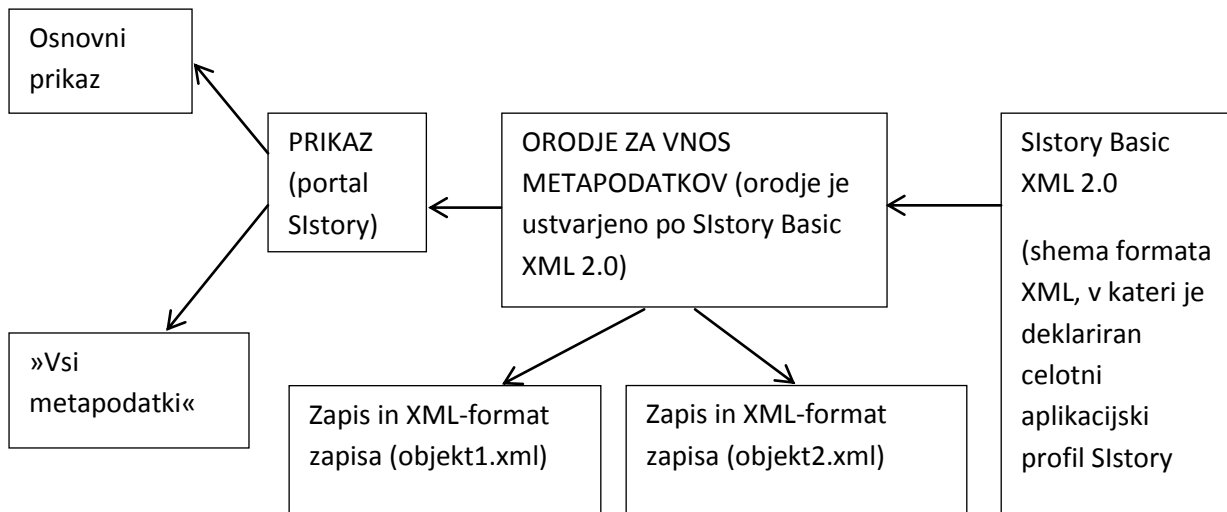 Osnovni
prikaz
»Vsi
metapodatki«
PRIKAZ
(portal
SIstory)
ORODJE ZA VNOS
METAPODATKOV (orodje je
ustvarjeno po SIstory Basic
XML 2.0)
Zapis in XML-format
zapisa (objekt1.xml)
Zapis in XML-format
zapisa (objekt2.xml)
SIstory Basic
XML 2.0
(shema formata
XML, v kateri je
deklariran
celotni
aplikacijski
profil SIstory